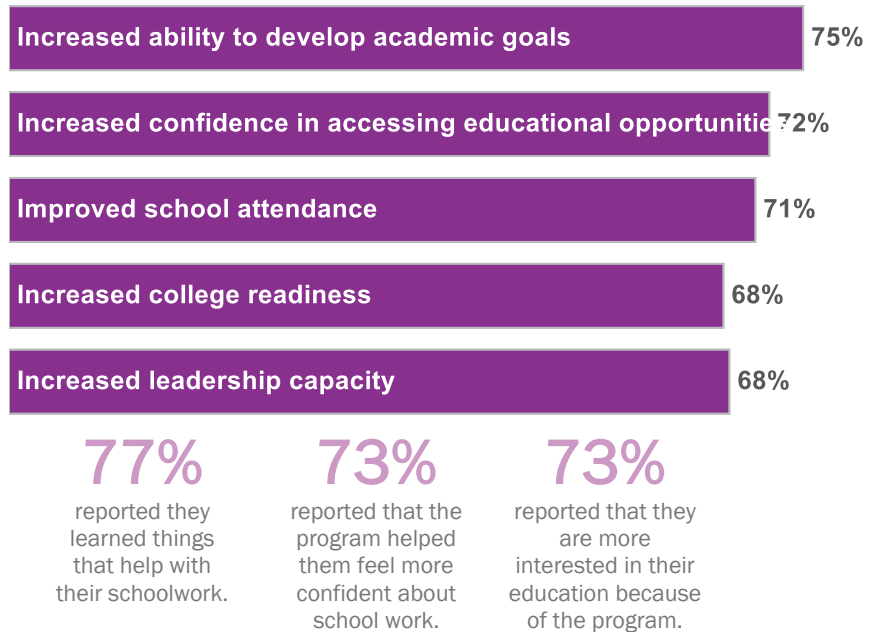 Increased ability to develop academic goals 75%
Increased confidence in accessing educational opportunities 72%
Improved school attendance 71%
Increased college readiness 68%
Increased leadership capacity 68%
77% 73% 73%
reported they
learned things
that help with
their schoolwork.
reported that the
program helped
them feel more
confident about
school work.
reported that they
are more
interested in their
education because
of the program.